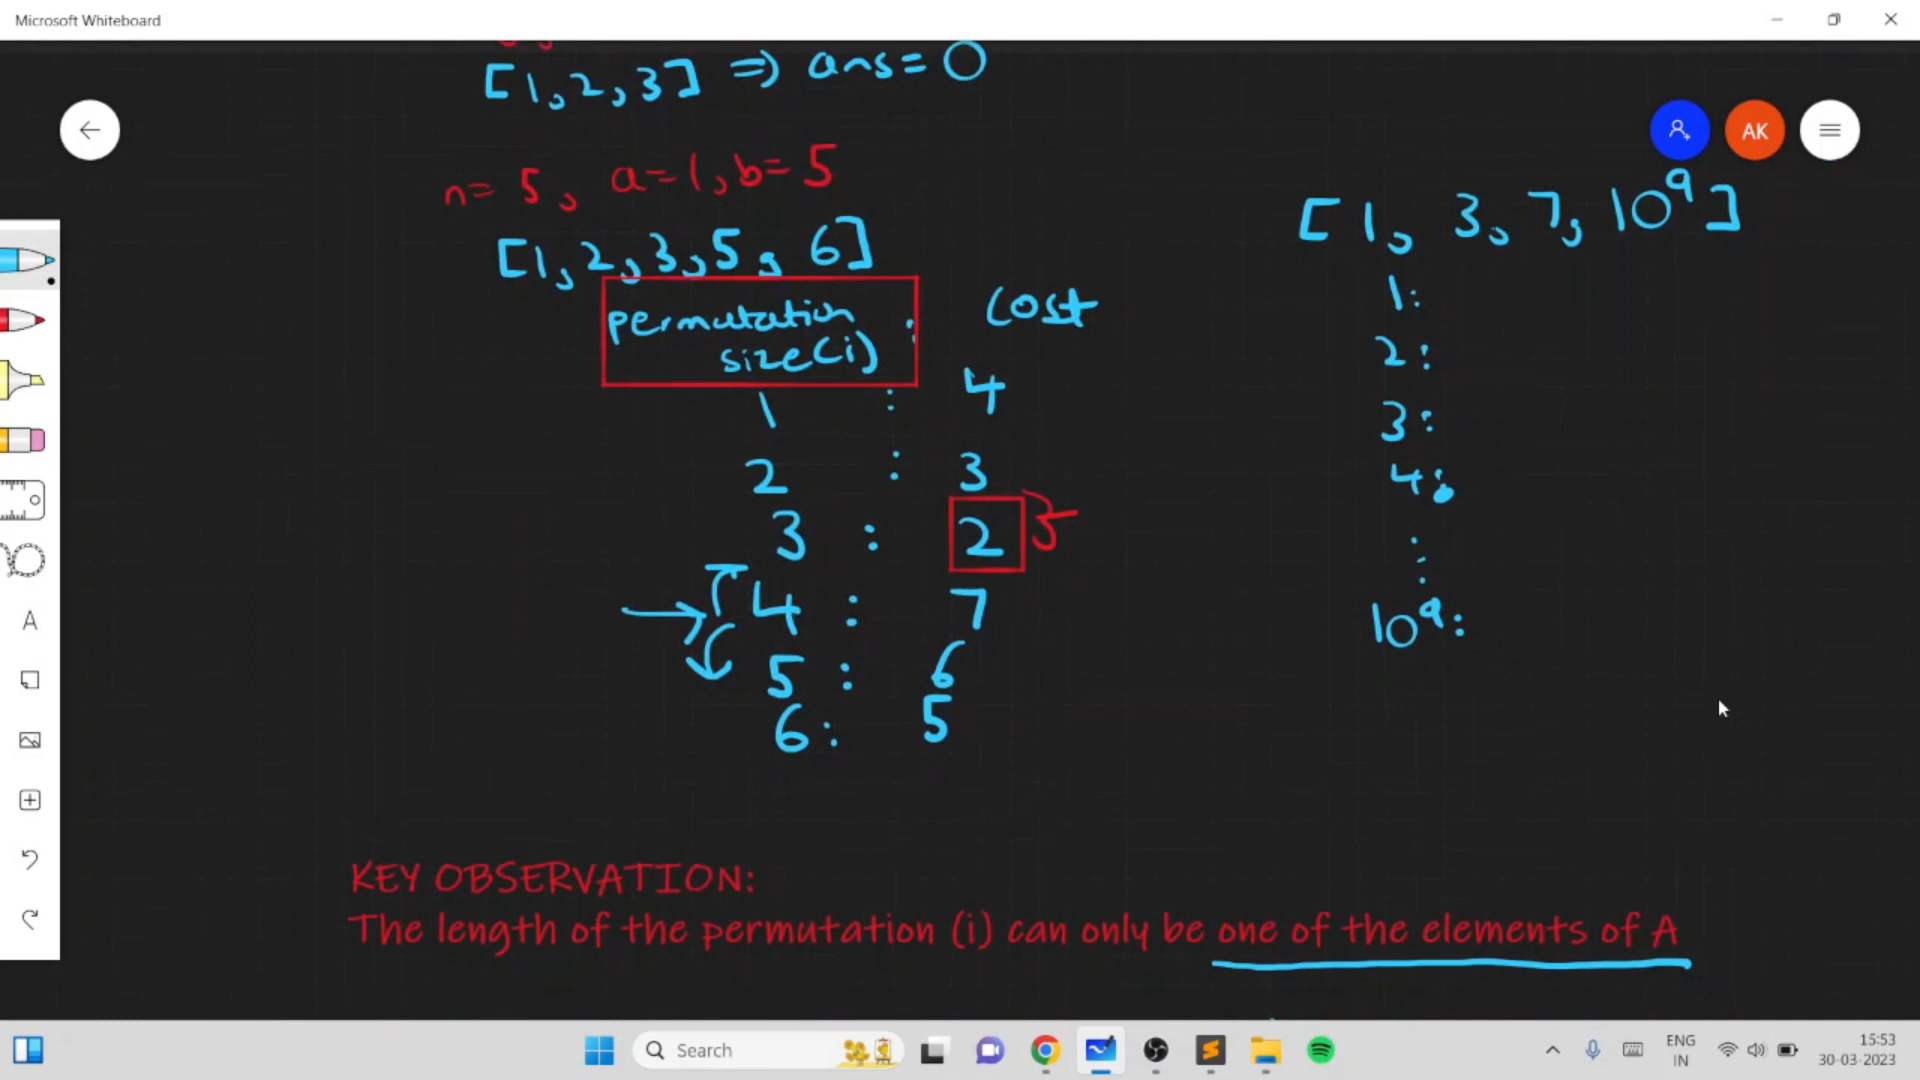 Microsoft Whiteboard
[1,2,3] => ans=0
n= 5, a=1, b=5
[1,2,3,5, 6]
permutation size(i) : Cost
1 : 4
2 : 3
3 : 2
4 : 7
5 : 6
6: 5
AK
[1, 3, 7, 10⁹]
1:
2:
3:
4:
10⁹:
KEY OBSERVATION:
The length of the permutation (i) can only be one of the elements of A
A
Search
ENG
IN
15:53
30-03-2023